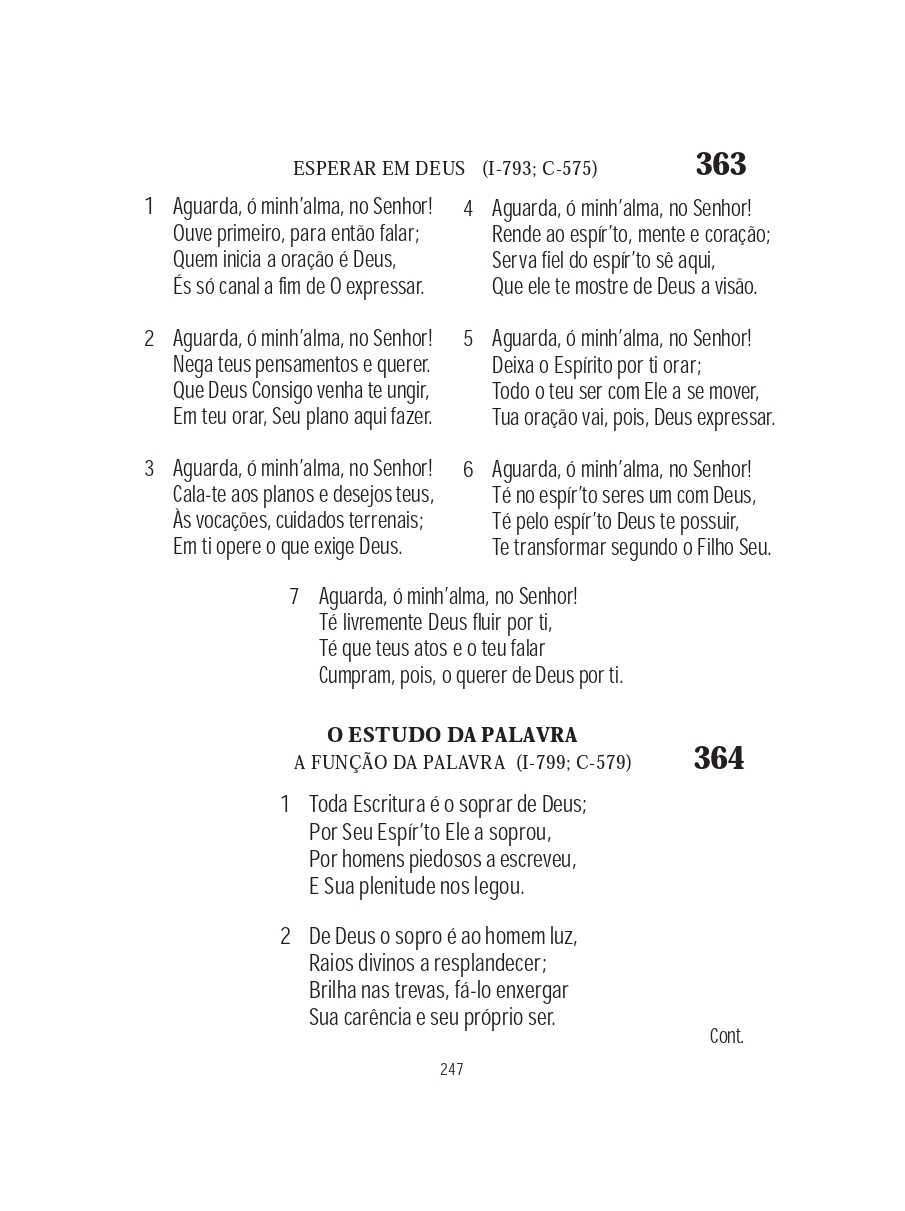 ESPERAR EM DEUS (I-793; C-575) 363
1 Aguarda, ó minh’alma, no Senhor!
Ouve primeiro, para então falar;
Quem inicia a oração é Deus,
És só canal a fim de O expressar.
2 Aguarda, ó minh’alma, no Senhor!
Nega teus pensamentos e querer.
Que Deus Consigo venha te ungir,
Em teu orar, Seu plano aqui fazer.
3 Aguarda, ó minh’alma, no Senhor!
Cala-te aos planos e desejos teus,
Às vocações, cuidados terrenais;
Em ti opere o que exige Deus.
4 Aguarda, ó minh’alma, no Senhor!
Rende ao espír’to, mente e coração;
Serva fiel do espír’to sê aqui,
Que ele te mostre de Deus a visão.
5 Aguarda, ó minh’alma, no Senhor!
Deixa o Espírito por ti orar;
Todo o teu ser com Ele a se mover,
Tua oração vai, pois, Deus expressar.
6 Aguarda, ó minh’alma, no Senhor!
Té no espír’to seres um com Deus,
Té pelo espír’to Deus te possuir,
Te transformar segundo o Filho Seu.
7 Aguarda, ó minh’alma, no Senhor!
Té livremente Deus fluir por ti,
Té que teus atos e o teu falar
Cumpram, pois, o querer de Deus por ti.
O ESTUDO DA PALAVRA
A FUNÇÃO DA PALAVRA (I-799; C-579) 364
1 Toda Escritura é o soprar de Deus;
Por Seu Espír’to Ele a soprou,
Por homens piedosos a escreveu,
E Sua plenitude nos legou.
2 De Deus o sopro é ao homem luz,
Raios divinos a resplandecer;
Brilha nas trevas, fá-lo enxergar
Sua carência e seu próprio ser.
Cont.
247